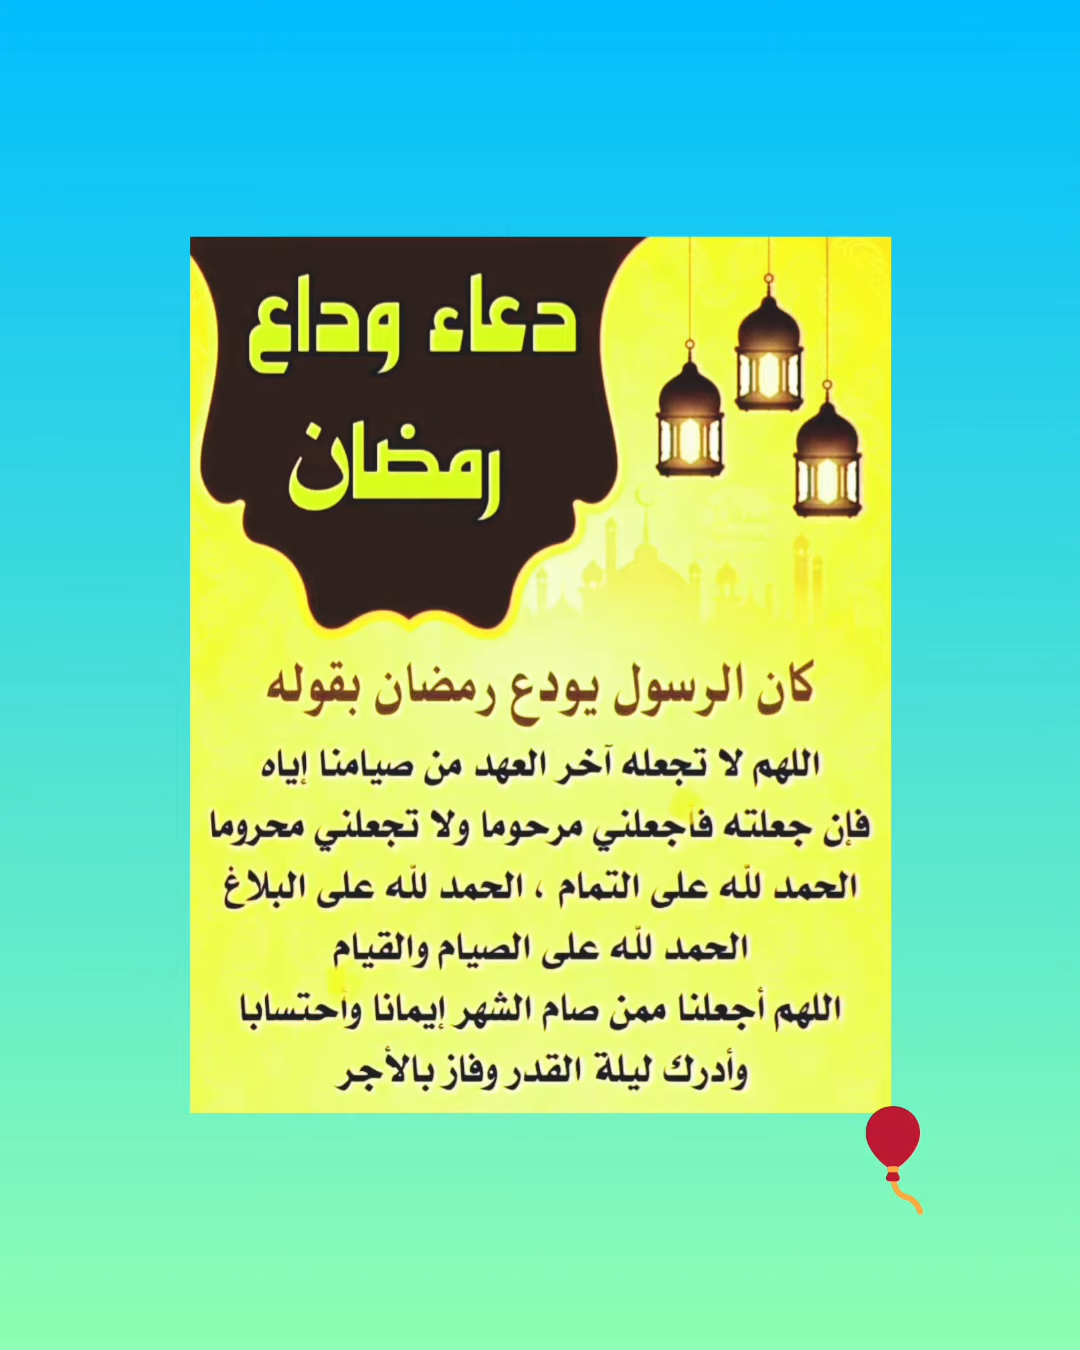 دعاء وداع
رمضان
كان الرسول يودع رمضان بقوله
اللهم لا تجعله آخر العهد من صيامنا إياه
فإن جعلته فأجعلني مرحوما ولا تجعلني محروما
الحمد لله على التمام ، الحمد لله على البلاغ
الحمد لله على الصيام والقيام
اللهم أجعلنا ممن صام الشهر إيمانا وأحتسابا
وأدرك ليلة القدر وفاز بالأجر